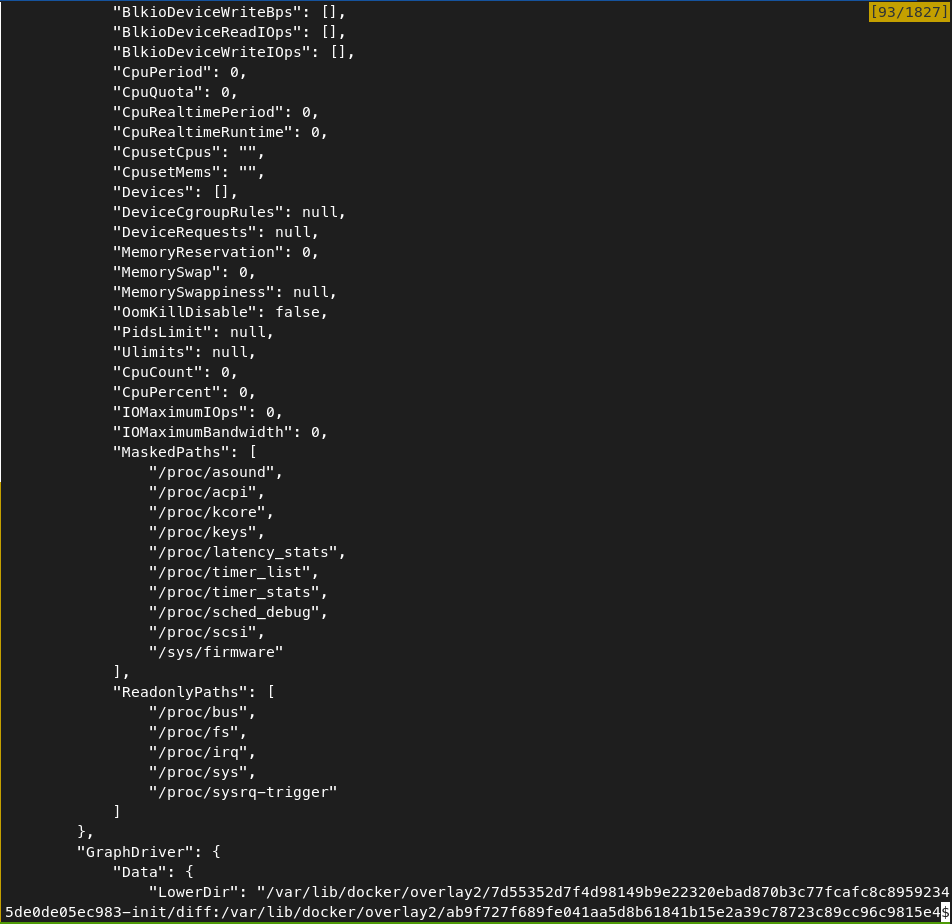 "BlkioDeviceWriteBps": [], [93/1827]
"BlkioDeviceReadIOps": [],
"BlkioDeviceWriteIOps": [],
"CpuPeriod": 0,
"CpuQuota": 0,
"CpuRealtimePeriod": 0,
"CpuRealtimeRuntime": 0,
"CpusetCpus": "",
"CpusetMems": "",
"Devices": [],
"DeviceCgroupRules": null,
"DeviceRequests": null,
"MemoryReservation": 0,
"MemorySwap": 0,
"MemorySwappiness": null,
"OomKillDisable": false,
"PidsLimit": null,
"Ulimits": null,
"CpuCount": 0,
"CpuPercent": 0,
"IOMaximumIOps": 0,
"IOMaximumBandwidth": 0,
"MaskedPaths": [
"/proc/asound",
"/proc/acpi",
"/proc/kcore",
"/proc/keys",
"/proc/latency_stats",
"/proc/timer_list",
"/proc/timer_stats",
"/proc/sched_debug",
"/proc/scsi",
"/sys/firmware"
],
"ReadonlyPaths": [
"/proc/bus",
"/proc/fs",
"/proc/irq",
"/proc/sys",
"/proc/sysrq-trigger"
]
},
"GraphDriver": {
"Data": {
"LowerDir": "/var/lib/docker/overlay2/7d55352d7f4d98149b9e22320ebad870b3c77fcafc8c8959234
5de0de05ec983-init/diff:/var/lib/docker/overlay2/ab9f727f689fe041aa5d8b61841b15e2a39c78723c89cc96c9815e4